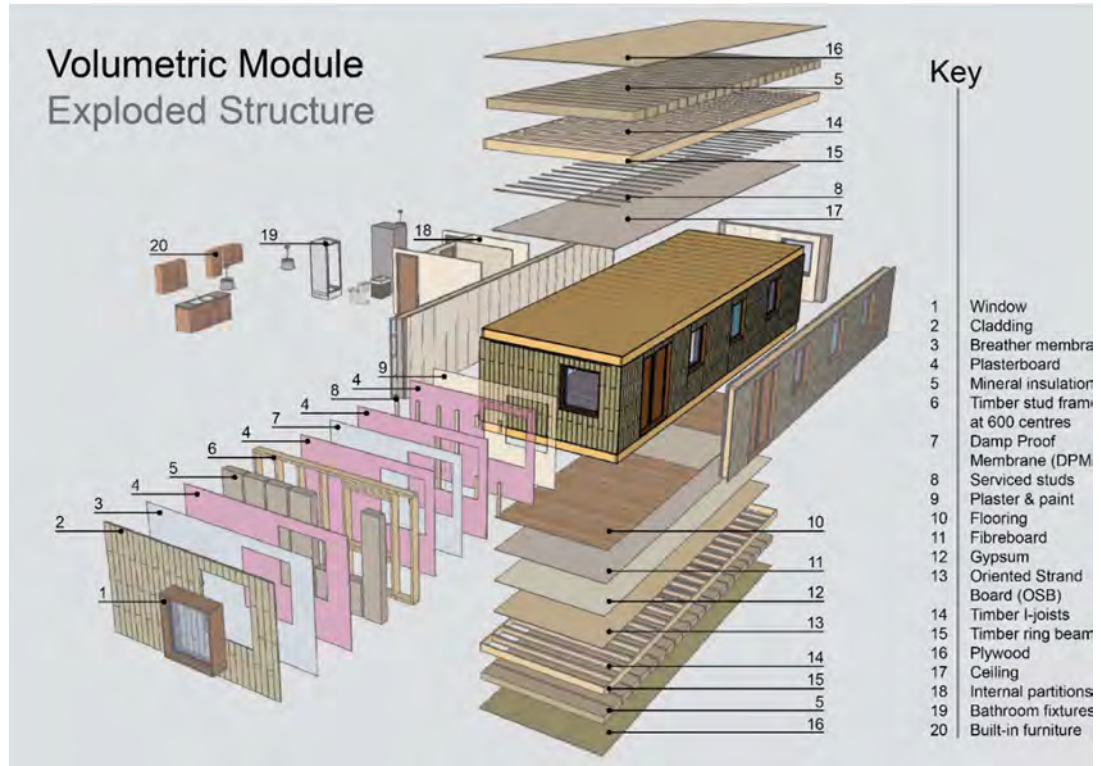 Volumetric Module
Exploded Structure
16
5
14
15
8
17
20
19
18
9
4
8
4
7
4
6
5
4
3
2
1
10
11
12
13
14
15
5
16
Key
1 Window
2 Cladding
3 Breather membra
4 Plasterboard
5 Mineral insulation
6 Timber stud frame
at 600 centres
7 Damp Proof
Membrane (DPM
8 Serviced studs
9 Plaster & paint
10 Flooring
11 Fibreboard
12 Gypsum
13 Oriented Strand
Board (OSB)
14 Timber I-joists
15 Timber ring beam
16 Plywood
17 Ceiling
18 Internal partitions
19 Bathroom fixtures
20 Built-in furniture